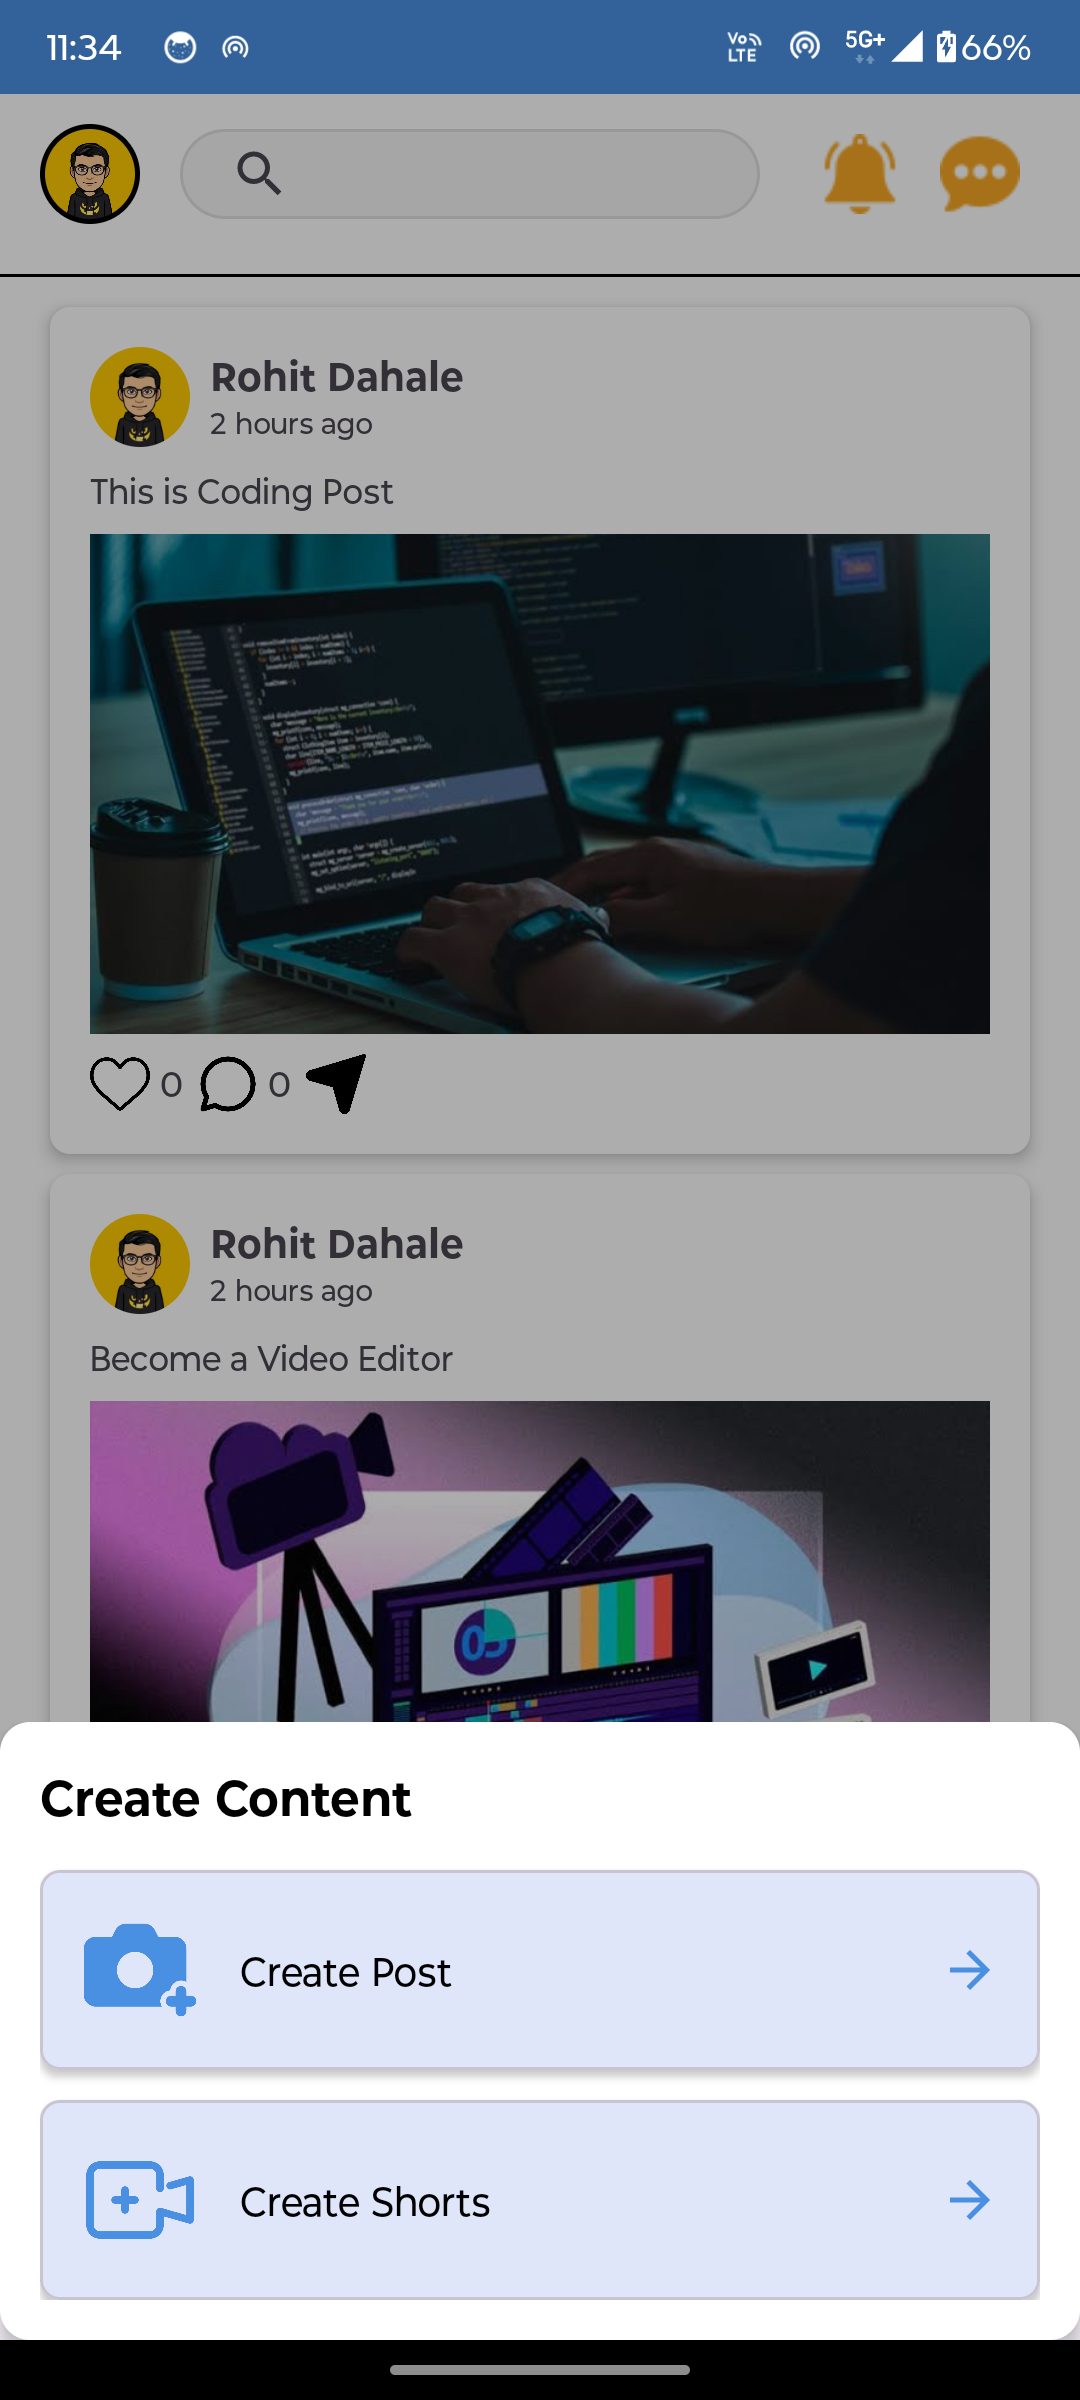 11:34
Vo LTE 5G+ 66%
Rohit Dahale
2 hours ago
This is Coding Post
0 0
Rohit Dahale
2 hours ago
Become a Video Editor
Create Content
Create Post
Create Shorts